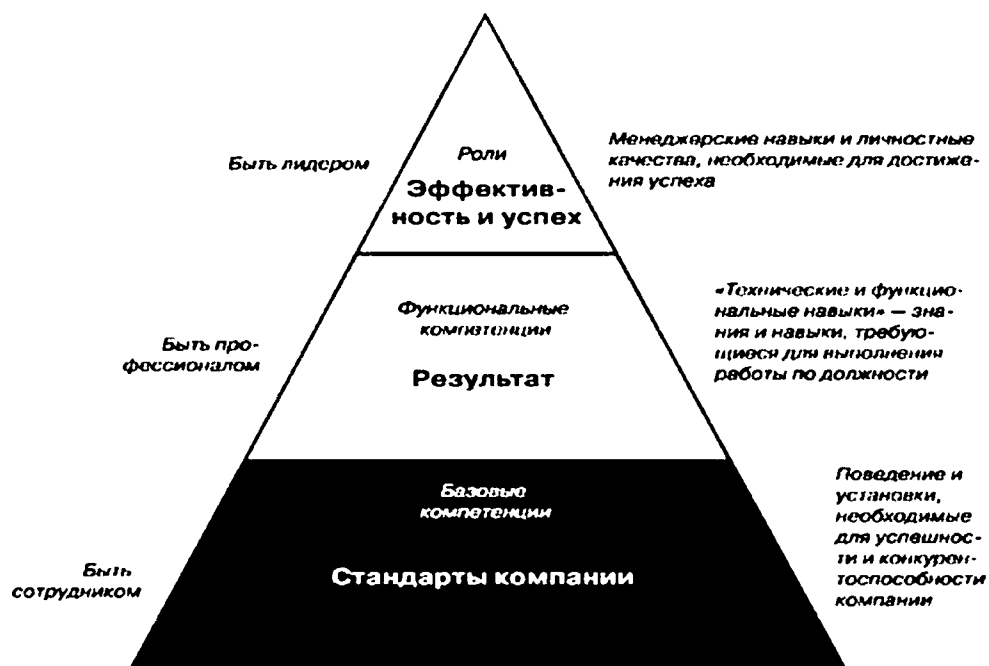 Быть лидером
Роли
Эффектив-
ность и успех
Менеджерские навыки и личностные
качества, необходимые для достиже-
ния успеха
Быть про-
фессионалом
Функциональные
компетенции
Результат
«Технические и функцио-
нальные навыки» — зна-
ния и навыки, требую-
щиеся для выполнения
работы по должности
Быть
сотрудником
Базовые
компетенции
Стандарты компании
Поведение и
установки,
необходимые
для успешнос-
ти и конкурен-
тоспособности
компании